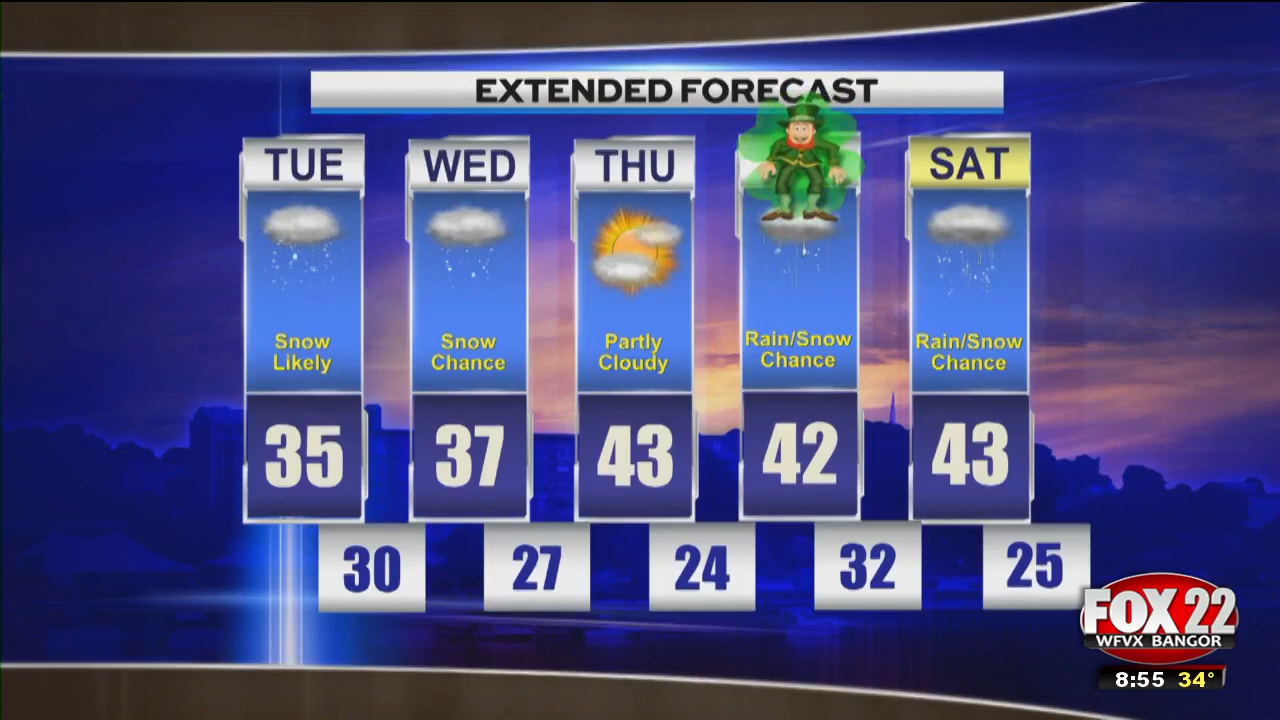 EXTENDED FORECAST
TUE
WED
THU
SAT
Snow
Likely
Snow
Chance
Partly
Cloudy
Rain/Snow
Chance
Rain/Snow
Chance
35
37
43
42
43
30
27
24
32
25
FOX 22
WFVX BANGOR
8:55 34°